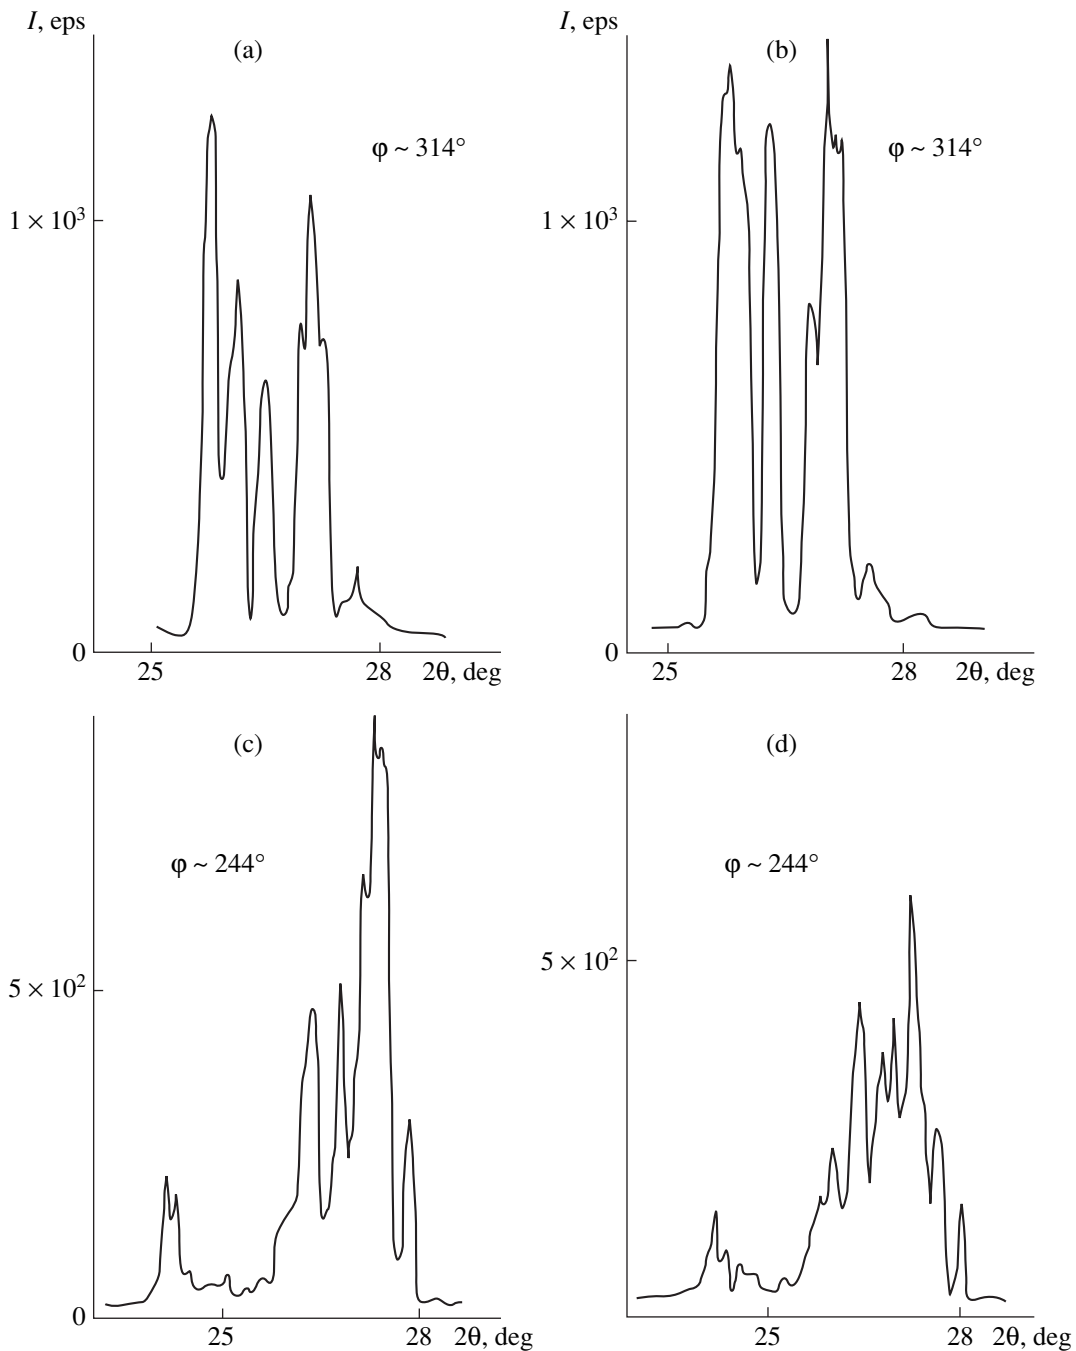 I, eps
(a)
φ ~ 314°
1 × 10³
0
25
28
2θ, deg
I, eps
(b)
φ ~ 314°
1 × 10³
0
25
28
2θ, deg
(c)
φ ~ 244°
5 × 10²
0
25
28
2θ, deg
(d)
φ ~ 244°
5 × 10²
25
28
2θ, deg